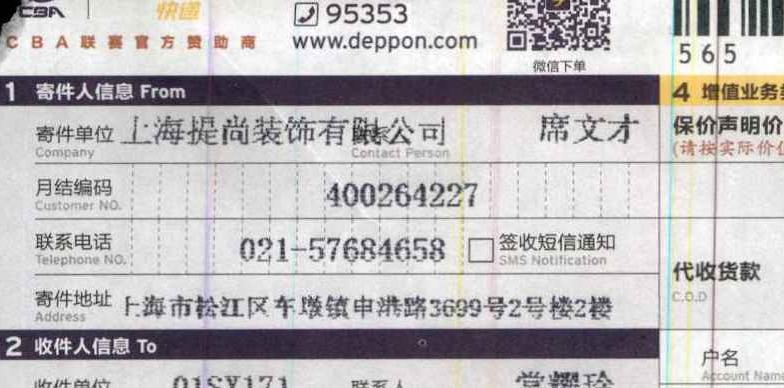 CBA 快递 95353
CBA联赛官方赞助商 www.deppon.com
微信下单
565
1 寄件人信息 From
4 增值业务
寄件单位 上海提尚装饰有限公司 席文才
Company Contact Person
保价声明价
(请按实际价值
月结编码 400264227
Customer NO.
联系电话 021-57684658 签收短信通知
Telephone NO. SMS Notification
代收货款
C.O.D
寄件地址 上海市松江区车墩镇申港路3699号2号楼2楼
Address
2 收件人信息 To
户名
Account Name
收件单位 01SY171 联系人 常耀玲